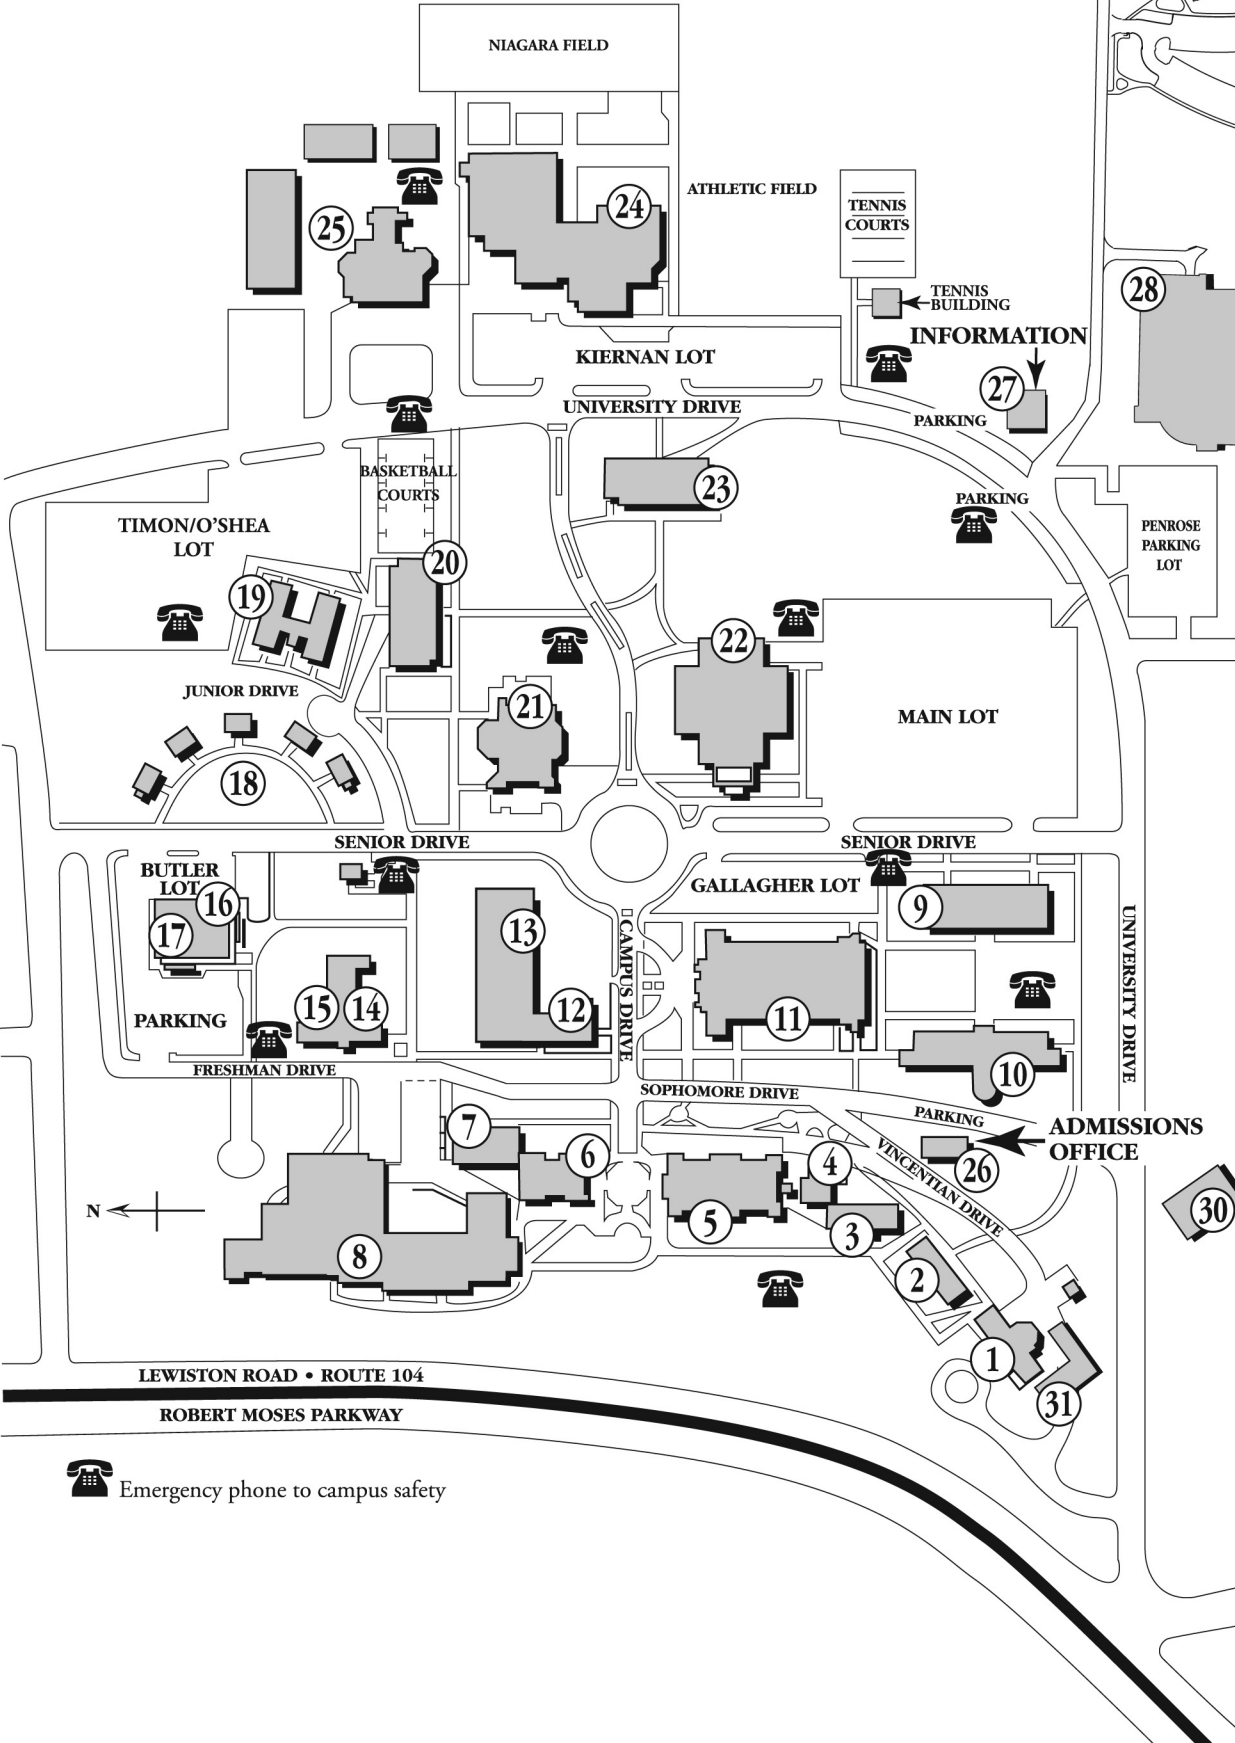 NIAGARA FIELD
ATHLETIC FIELD
24
25
TENNIS
COURTS
TENNIS
BUILDING
28
INFORMATION
KIERNAN LOT
27
UNIVERSITY DRIVE
PARKING
BASKETBALL
COURTS
23
PARKING
TIMON/O'SHEA
LOT
PENROSE
PARKING
LOT
20
19
22
JUNIOR DRIVE
21
MAIN LOT
18
SENIOR DRIVE
SENIOR DRIVE
BUTLER
LOT
GALLAGHER LOT
16
17
13
9
CAMPUS DRIVE
UNIVERSITY DRIVE
15
14
12
11
PARKING
FRESHMAN DRIVE
10
SOPHOMORE DRIVE
PARKING
ADMISSIONS
OFFICE
7
6
4
VINCENTIAN DRIVE
26
N
5
3
30
8
2
1
31
LEWISTON ROAD • ROUTE 104
ROBERT MOSES PARKWAY
Emergency phone to campus safety